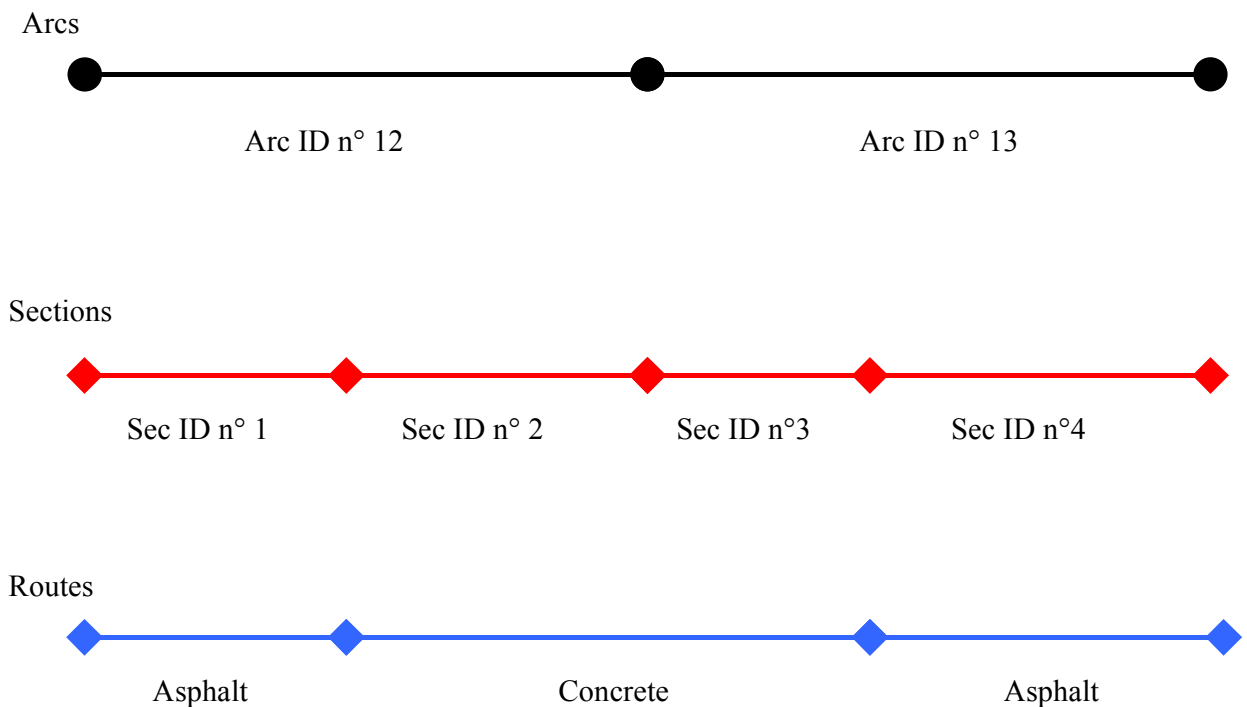 Arcs
Arc ID n° 12 Arc ID n° 13
Sections
Sec ID n° 1 Sec ID n° 2 Sec ID n°3 Sec ID n°4
Routes
Asphalt Concrete Asphalt